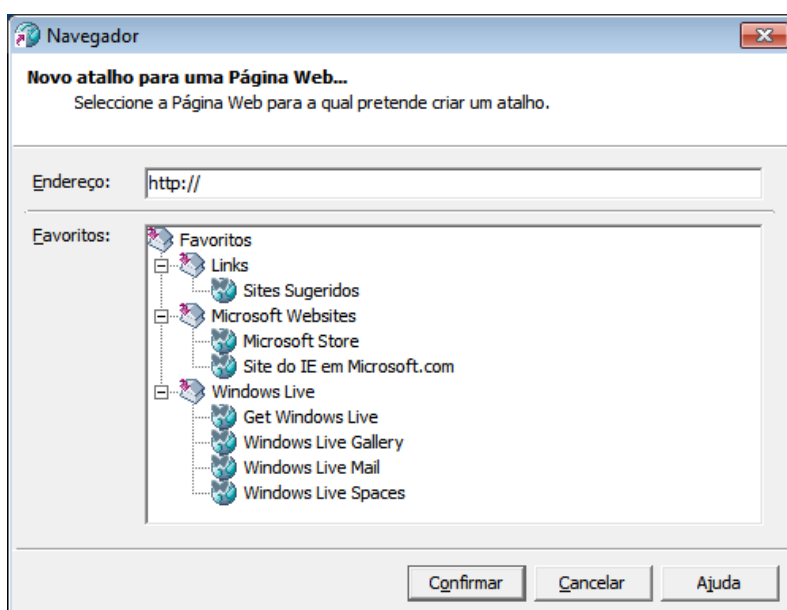 Navegador
Novo atalho para uma Página Web...
Seleccione a Página Web para a qual pretende criar um atalho.
Endereço: http://
Favoritos: Favoritos
Links
Sites Sugeridos
Microsoft Websites
Microsoft Store
Site do IE em Microsoft.com
Windows Live
Get Windows Live
Windows Live Gallery
Windows Live Mail
Windows Live Spaces
Confirmar Cancelar Ajuda